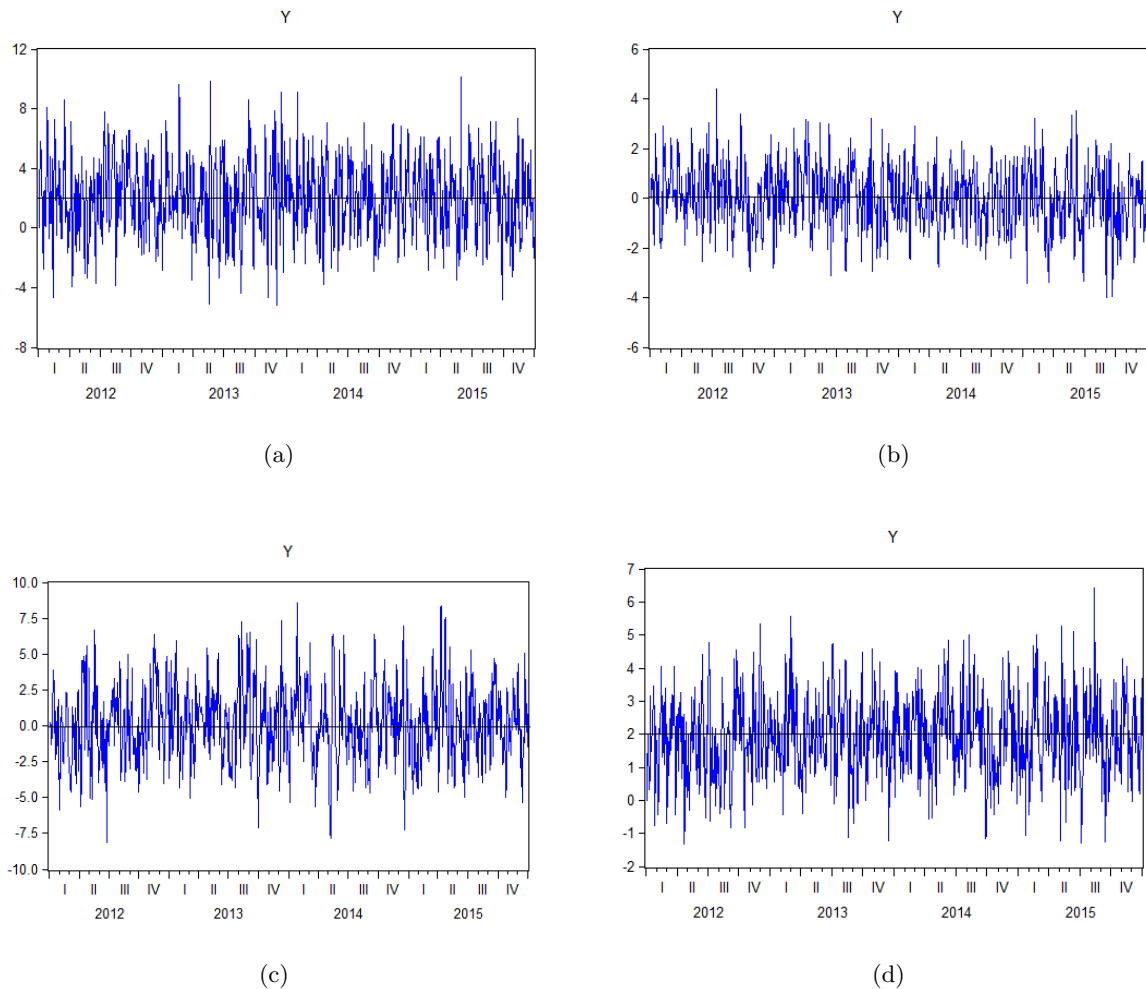 Y
12
8
4
0
-4
-8
I II III IV I II III IV I II III IV I II III IV
2012 2013 2014 2015
(a)
Y
6
4
2
0
-2
-4
-6
I II III IV I II III IV I II III IV I II III IV
2012 2013 2014 2015
(b)
Y
10.0
7.5
5.0
2.5
0.0
-2.5
-5.0
-7.5
-10.0
I II III IV I II III IV I II III IV I II III IV
2012 2013 2014 2015
(c)
Y
7
6
5
4
3
2
1
0
-1
-2
I II III IV I II III IV I II III IV I II III IV
2012 2013 2014 2015
(d)